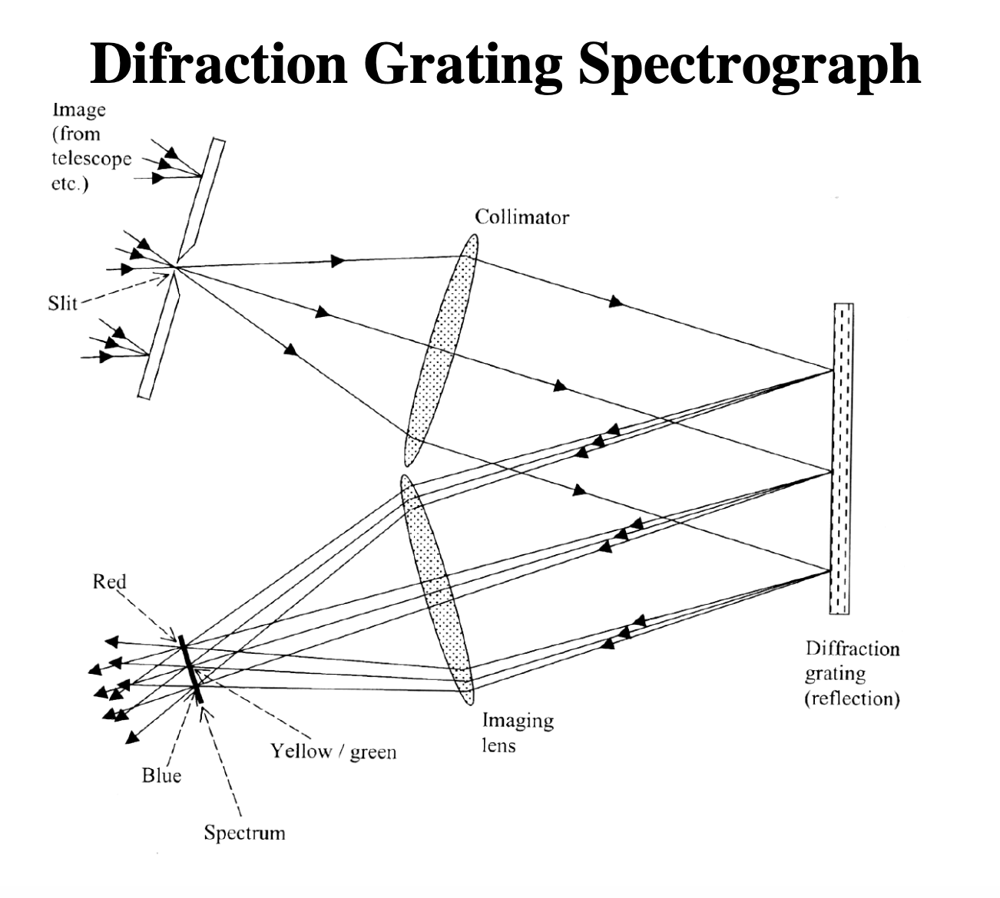 Difraction Grating Spectrograph
Image
(from
telescope
etc.)
Collimator
Slit
Red
Diffraction
grating
(reflection)
Imaging
lens
Yellow / green
Blue
Spectrum